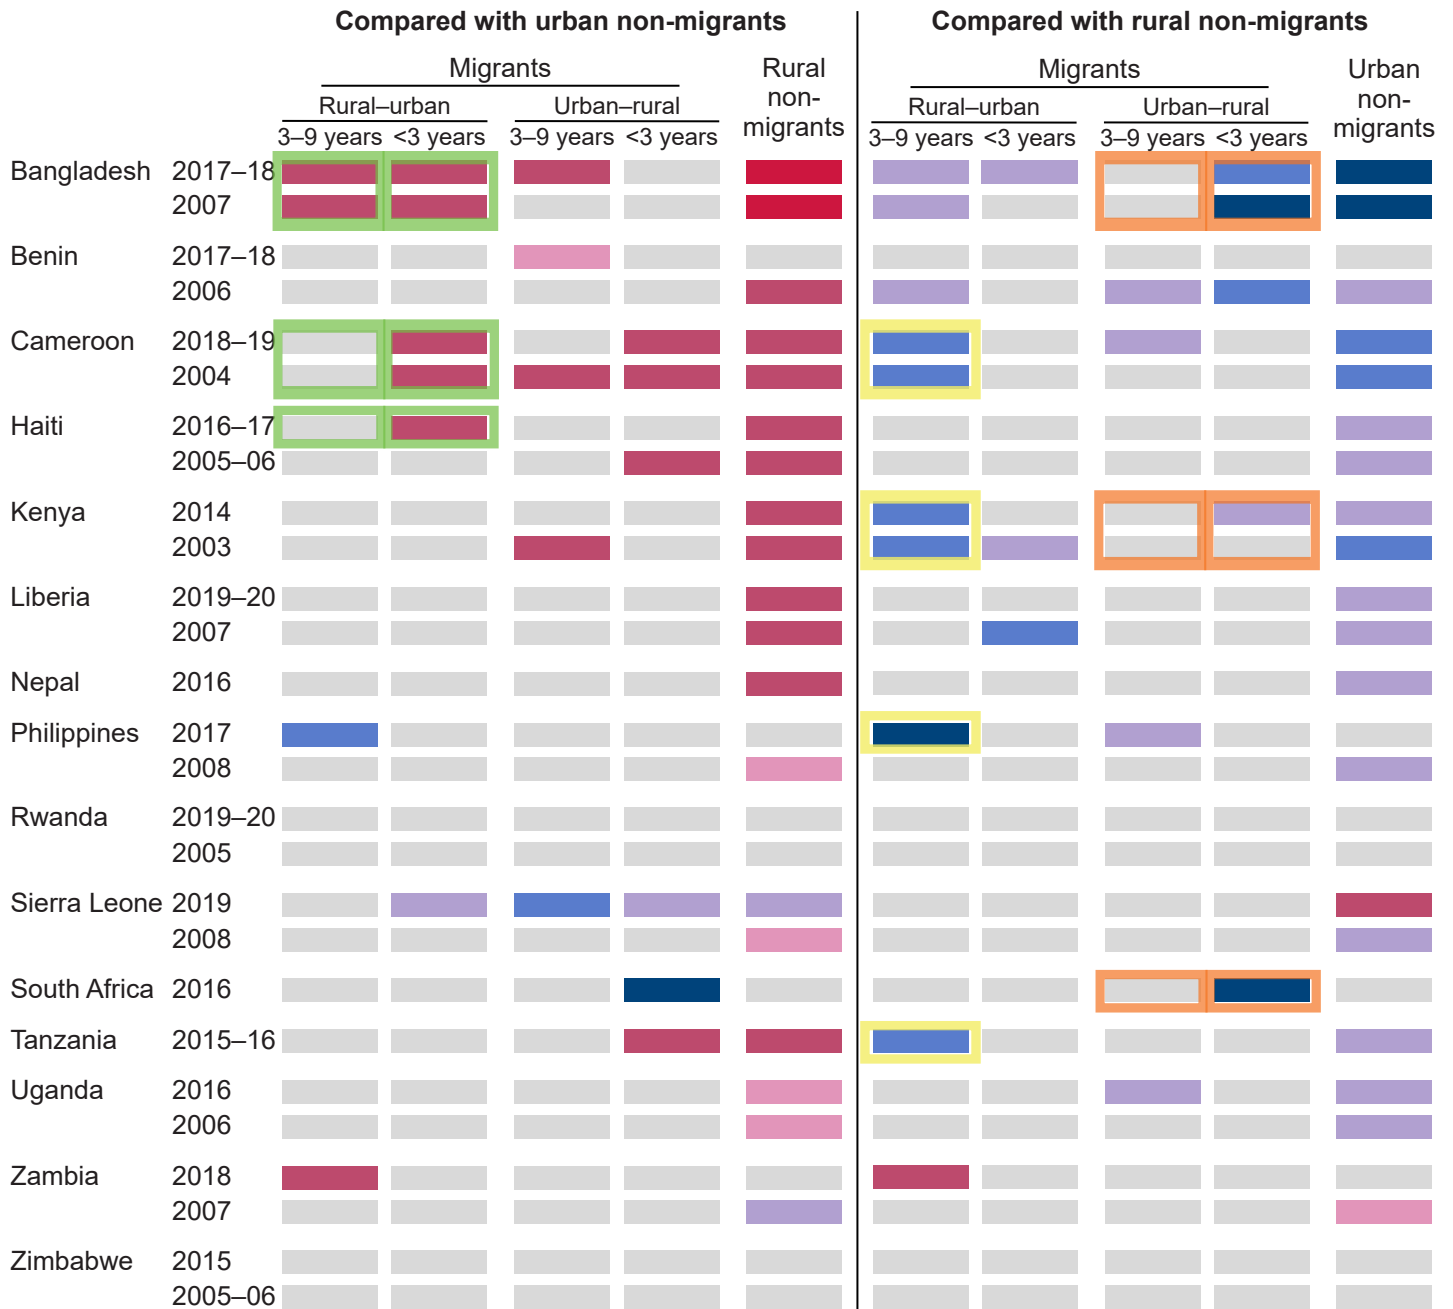 Compared with urban non-migrants
Compared with rural non-migrants
Migrants
Rural non-migrants
Migrants
Urban non-migrants
Rural–urban
Urban–rural
Rural–urban
Urban–rural
3–9 years <3 years
3–9 years <3 years
3–9 years <3 years
3–9 years <3 years
Bangladesh 2017–18
2007
Benin 2017–18
2006
Cameroon 2018–19
2004
Haiti 2016–17
2005–06
Kenya 2014
2003
Liberia 2019–20
2007
Nepal 2016
Philippines 2017
2008
Rwanda 2019–20
2005
Sierra Leone 2019
2008
South Africa 2016
Tanzania 2015–16
Uganda 2016
2006
Zambia 2018
2007
Zimbabwe 2015
2005–06